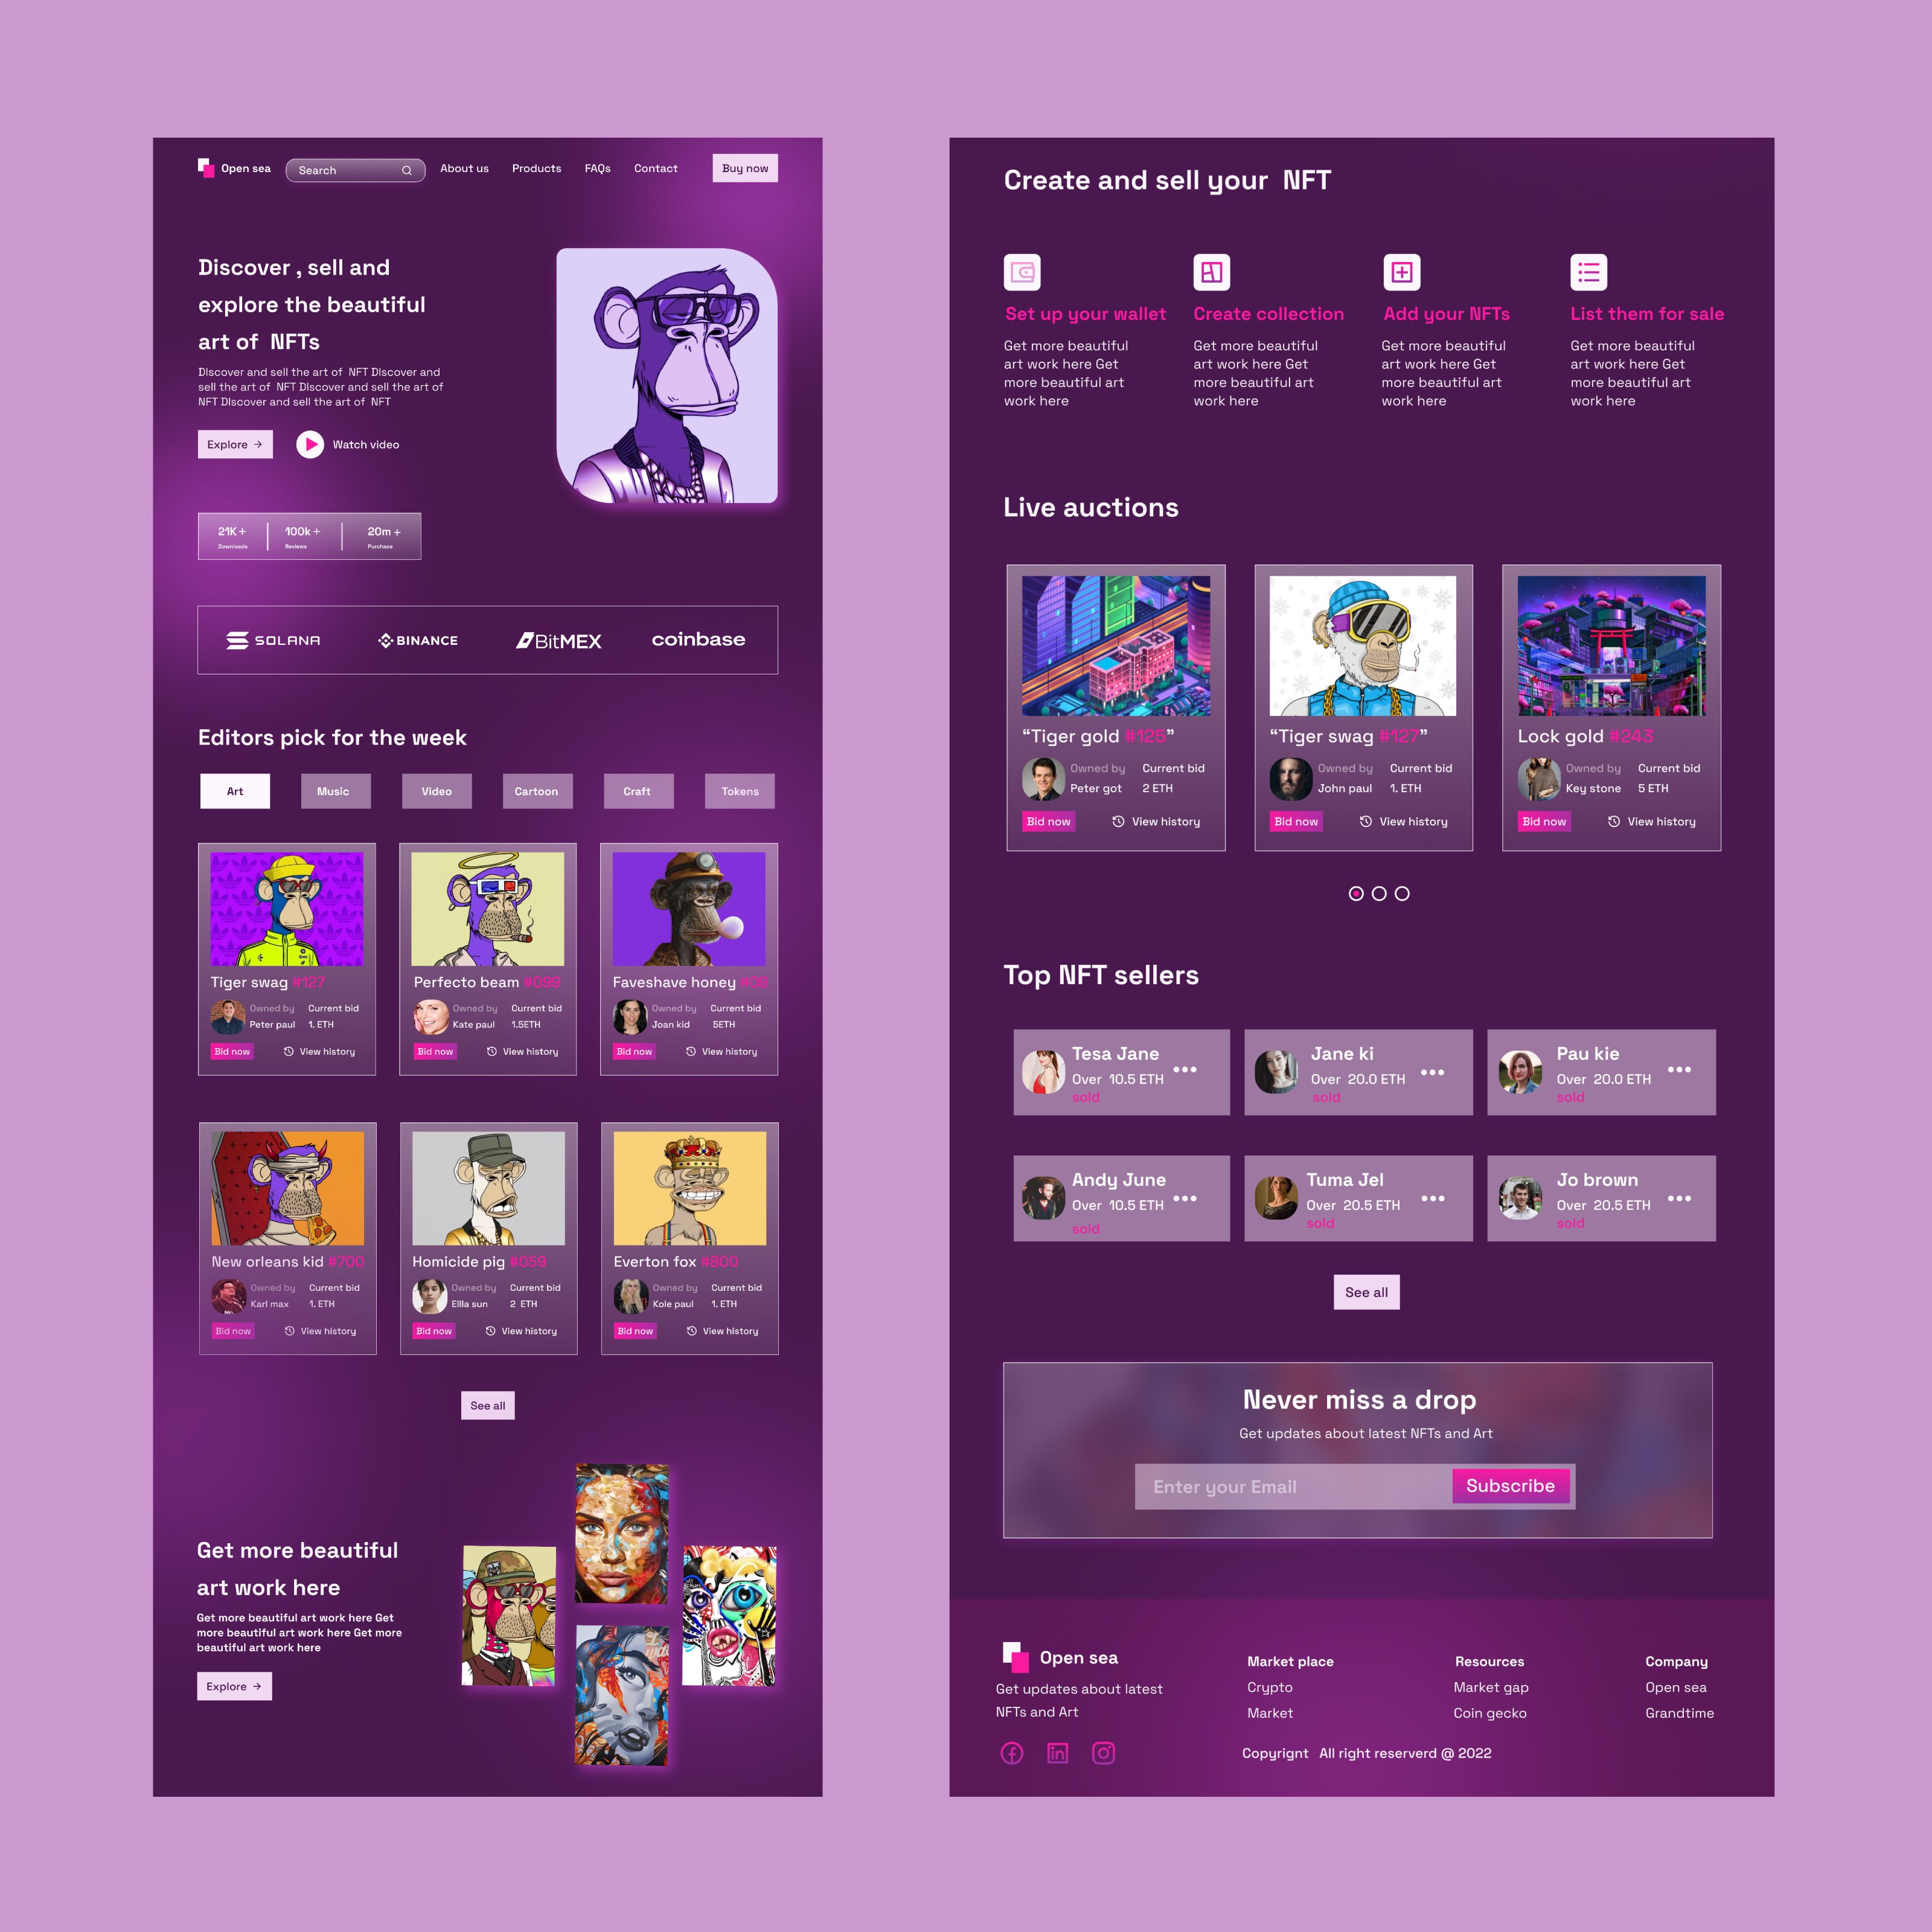 Open sea
Search
About us
Products
FAQs
Contact
Buy now
Discover , sell and
explore the beautiful
art of NFTs
DIscover and sell the art of NFT DIscover and
sell the art of NFT DIscover and sell the art of
NFT DIscover and sell the art of NFT
Explore →
Watch video
21K+
100k+
20m+
Downloads
Reviews
Purchase
SOLANA
BINANCE
BitMEX
coinbase
Editors pick for the week
Art
Music
Video
Cartoon
Craft
Tokens
Tiger swag #127
Owned by
Current bid
Peter paul
1. ETH
Bid now
View history
Perfecto beam #099
Owned by
Current bid
Kate paul
1.5ETH
Bid now
View history
Faveshave honey #09
Owned by
Current bid
Joan kid
5ETH
Bid now
View history
New orleans kid #700
Owned by
Current bid
Karl max
1. ETH
Bid now
View history
Homicide pig #059
Owned by
Current bid
Ellla sun
2 ETH
Bid now
View history
Everton fox #800
Owned by
Current bid
Kole paul
1. ETH
Bid now
View history
See all
Get more beautiful
art work here
Get more beautiful art work here Get
more beautiful art work here Get more
beautiful art work here
Explore →
Create and sell your NFT
Set up your wallet
Get more beautiful
art work here Get
more beautiful art
work here
Create collection
Get more beautiful
art work here Get
more beautiful art
work here
Add your NFTs
Get more beautiful
art work here Get
more beautiful art
work here
List them for sale
Get more beautiful
art work here Get
more beautiful art
work here
Live auctions
“Tiger gold #125”
Owned by
Current bid
Peter got
2 ETH
Bid now
View history
“Tiger swag #127”
Owned by
Current bid
John paul
1. ETH
Bid now
View history
Lock gold #243
Owned by
Current bid
Key stone
5 ETH
Bid now
View history
Top NFT sellers
Tesa Jane
Over 10.5 ETH
sold
Jane ki
Over 20.0 ETH
sold
Pau kie
Over 20.0 ETH
sold
Andy June
Over 10.5 ETH
sold
Tuma Jel
Over 20.5 ETH
sold
Jo brown
Over 20.5 ETH
sold
See all
Never miss a drop
Get updates about latest NFTs and Art
Enter your Email
Subscribe
Open sea
Get updates about latest
NFTs and Art
Market place
Crypto
Market
Resources
Market gap
Coin gecko
Company
Open sea
Grandtime
Copyrignt All right reserverd @ 2022